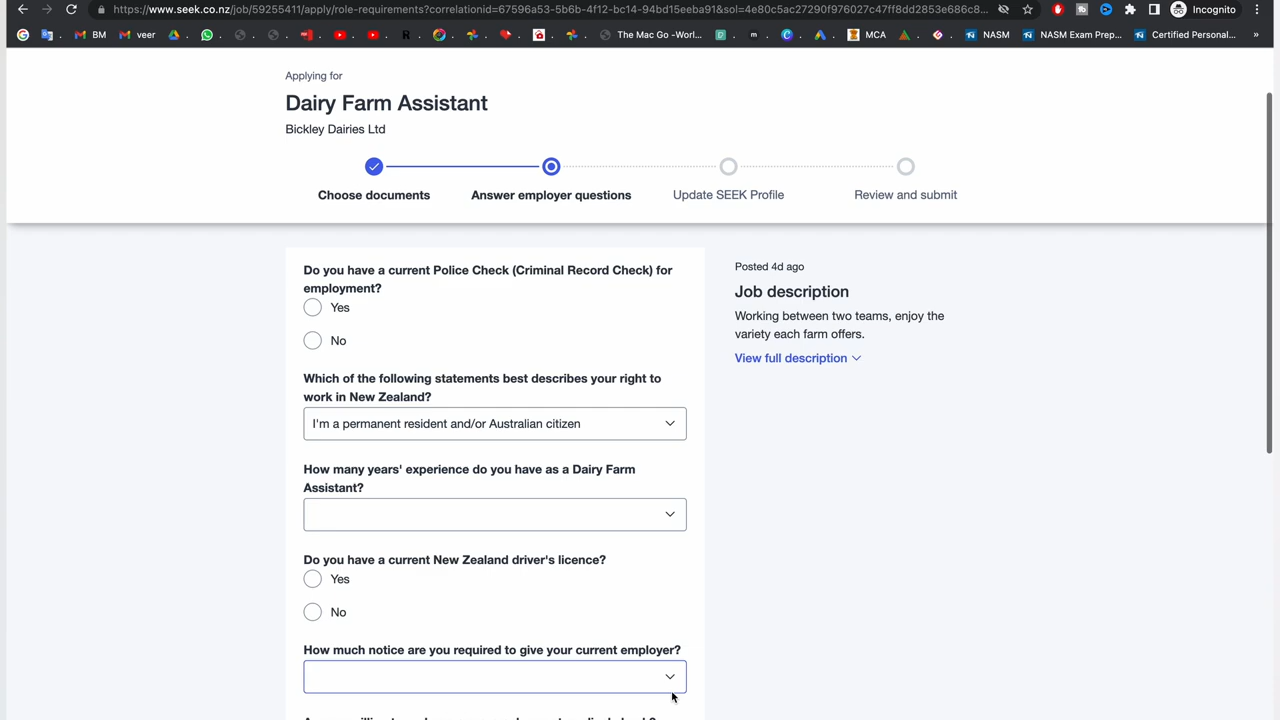 https://www.seek.co.nz/job/59255411/apply/role-requirements?correlationid=67596a53-5b6b-4f12-bc14-94bd15eeba91&sol=4e80c5ac27290f976027c47ff8dd2853e686c8...
Incognito
BM
veer
The Mac Go -Worl...
MCA
NASM
NASM Exam Prep...
Certified Personal...
»
Applying for
Dairy Farm Assistant
Bickley Dairies Ltd
Choose documents
Answer employer questions
Update SEEK Profile
Review and submit
Do you have a current Police Check (Criminal Record Check) for
employment?
Yes
No
Which of the following statements best describes your right to
work in New Zealand?
I'm a permanent resident and/or Australian citizen
How many years' experience do you have as a Dairy Farm
Assistant?
Do you have a current New Zealand driver's licence?
Yes
No
How much notice are you required to give your current employer?
Posted 4d ago
Job description
Working between two teams, enjoy the
variety each farm offers.
View full description